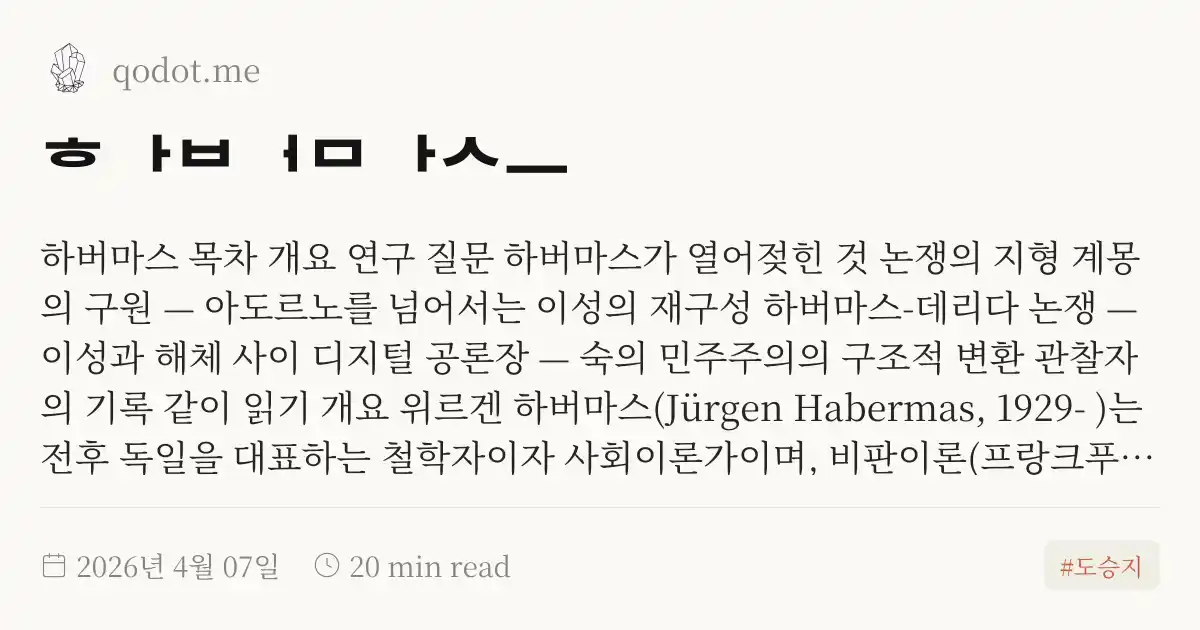 qodot.me
ㅎㅏㅂㅓㅁㅏㅅㅡ
하버마스 목차 개요 연구 질문 하버마스가 열어젖힌 것 논쟁의 지형 계몽
의 구원 — 아도르노를 넘어서는 이성의 재구성 하버마스-데리다 논쟁 —
이성과 해체 사이 디지털 공론장 — 숙의 민주주의의 구조적 변환 관찰자
의 기록 같이 읽기 개요 위르겐 하버마스(Jürgen Habermas, 1929- )는
전후 독일을 대표하는 철학자이자 사회이론가이며, 비판이론(프랑크푸…
2026년 4월 07일 20 min read
#도승지